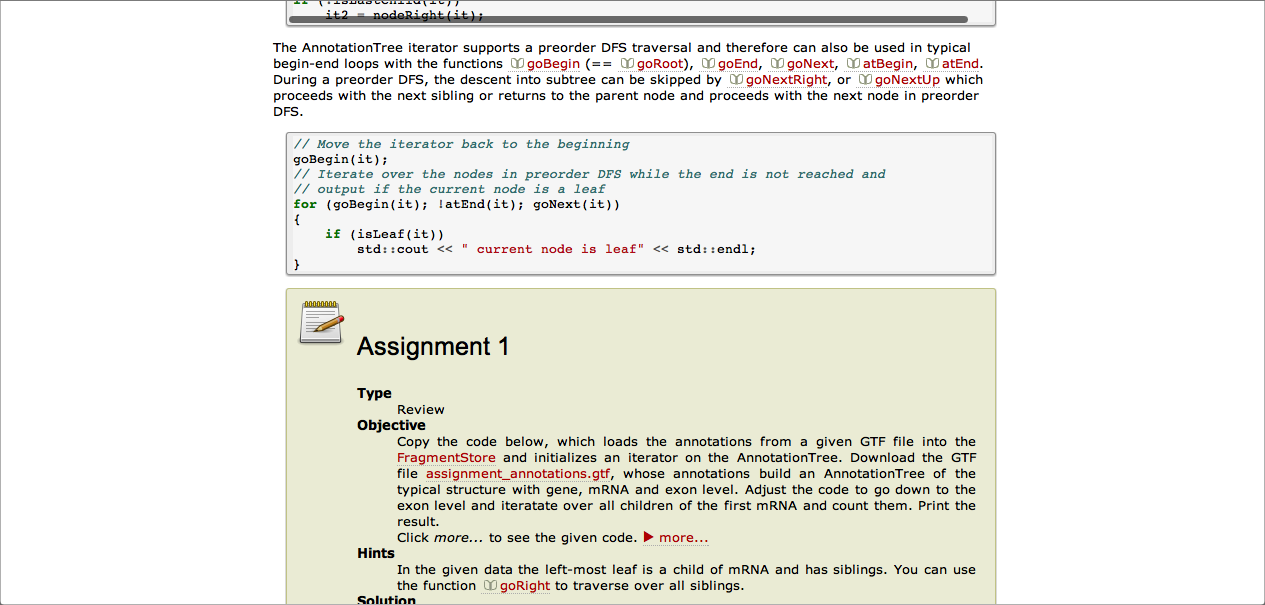 if (!isLastChild(it))
it2 = nodeRight(it);
The AnnotationTree iterator supports a preorder DFS traversal and therefore can also be used in typical
begin-end loops with the functions goBegin (== goRoot), goEnd, goNext, atBegin, atEnd.
During a preorder DFS, the descent into subtree can be skipped by goNextRight, or goNextUp which
proceeds with the next sibling or returns to the parent node and proceeds with the next node in preorder
DFS.
// Move the iterator back to the beginning
goBegin(it);
// Iterate over the nodes in preorder DFS while the end is not reached and
// output if the current node is a leaf
for (goBegin(it); !atEnd(it); goNext(it))
{
if (isLeaf(it))
std::cout << " current node is leaf" << std::endl;
}
Assignment 1
Type
Review
Objective
Copy the code below, which loads the annotations from a given GTF file into the
FragmentStore and initializes an iterator on the AnnotationTree. Download the GTF
file assignment_annotations.gtf, whose annotations build an AnnotationTree of the
typical structure with gene, mRNA and exon level. Adjust the code to go down to the
exon level and iteratate over all children of the first mRNA and count them. Print the
result.
Click more... to see the given code. ▶ more...
Hints
In the given data the left-most leaf is a child of mRNA and has siblings. You can use
the function goRight to traverse over all siblings.
Solution